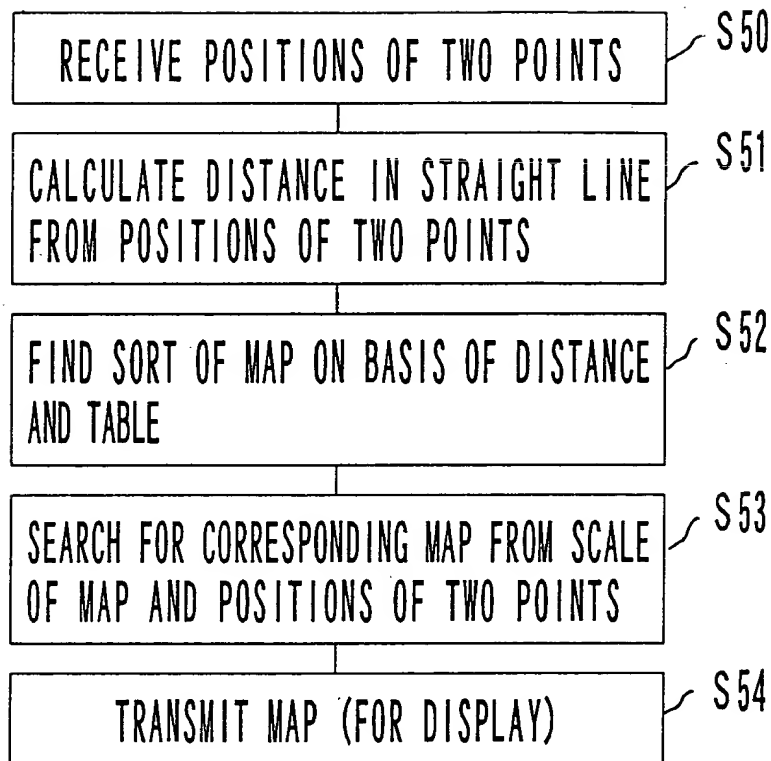 RECEIVE POSITIONS OF TWO POINTS
S50
CALCULATE DISTANCE IN STRAIGHT LINE
FROM POSITIONS OF TWO POINTS
S51
FIND SORT OF MAP ON BASIS OF DISTANCE
AND TABLE
S52
SEARCH FOR CORRESPONDING MAP FROM SCALE
OF MAP AND POSITIONS OF TWO POINTS
S53
TRANSMIT MAP (FOR DISPLAY)
S54